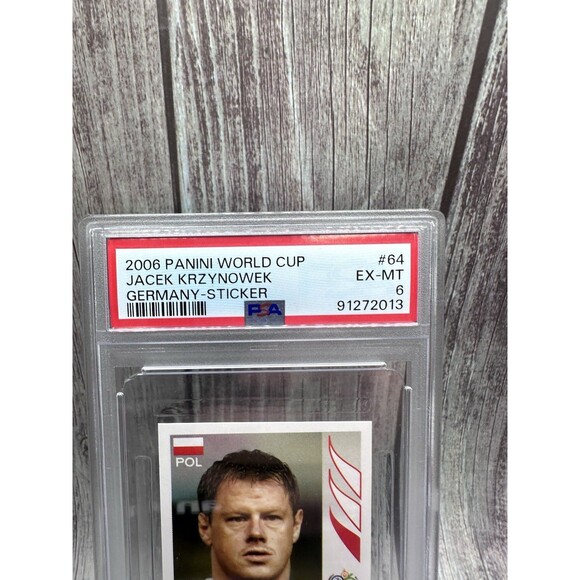 2006 PANINI WORLD CUP #64
JACEK KRZYNOWEK EX-MT
GERMANY-STICKER 6
PSA 91272013
POL